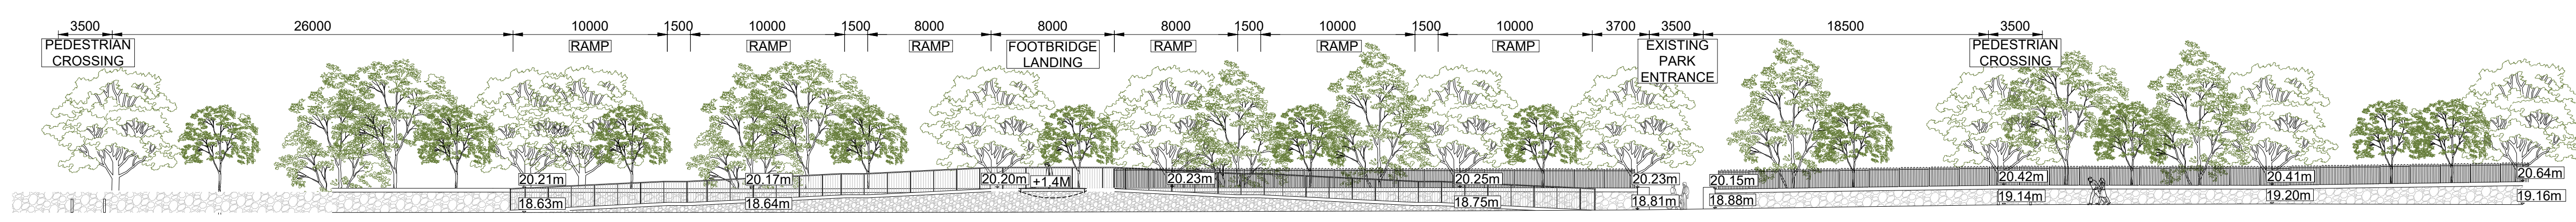 3500
26000
10000
1500
10000
1500
8000
8000
8000
1500
10000
1500
10000
3700
3500
18500
3500
PEDESTRIAN
CROSSING
RAMP
RAMP
RAMP
FOOTBRIDGE
LANDING
RAMP
RAMP
RAMP
EXISTING
PARK
ENTRANCE
PEDESTRIAN
CROSSING
20.21m
20.17m
20.20m
+1.4M
20.23m
20.25m
20.23m
20.15m
20.42m
20.41m
20.64m
18.63m
18.64m
18.75m
18.81m
18.88m
19.14m
19.20m
19.16m